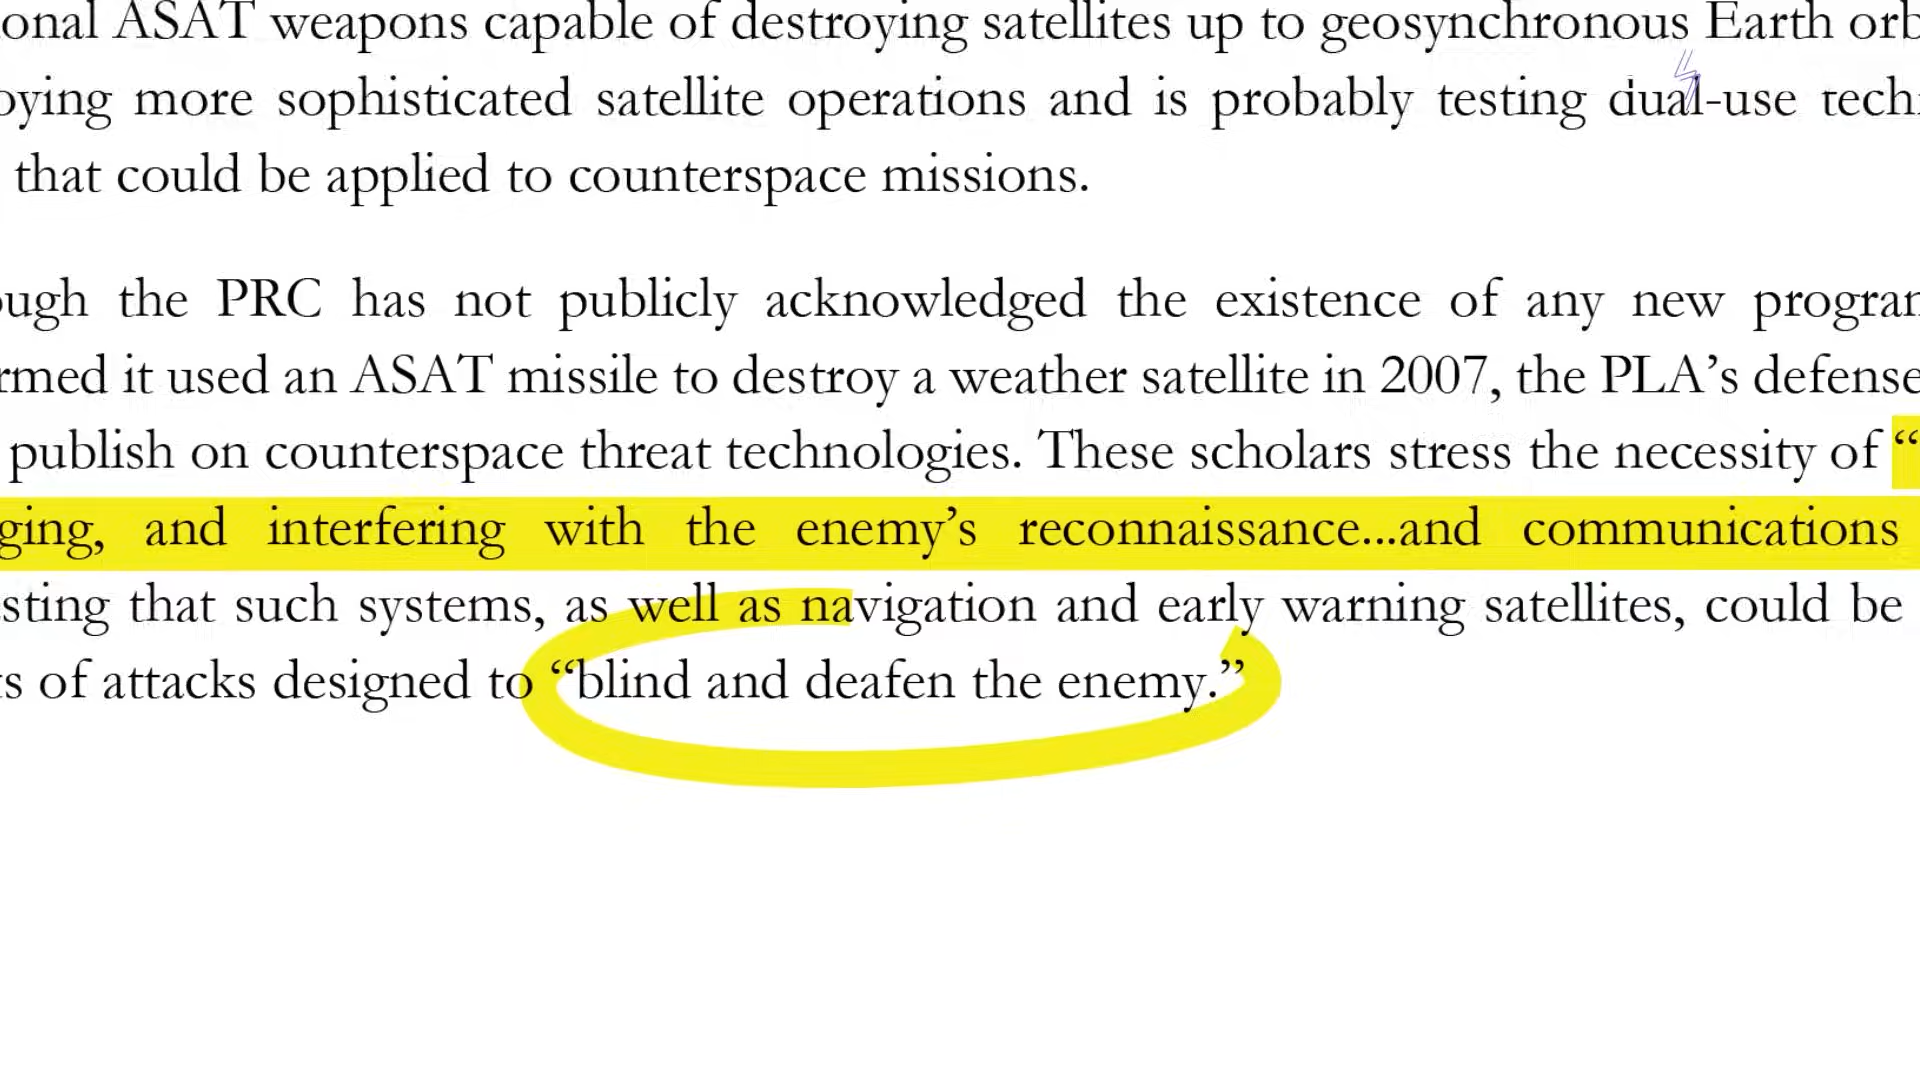 onal ASAT weapons capable of destroying satellites up to geosynchronous Earth orb
oying more sophisticated satellite operations and is probably testing dual-use tech
that could be applied to counterspace missions.
ough the PRC has not publicly acknowledged the existence of any new program
rmed it used an ASAT missile to destroy a weather satellite in 2007, the PLA’s defense
publish on counterspace threat technologies. These scholars stress the necessity of “
ging, and interfering with the enemy’s reconnaissance...and communications
sting that such systems, as well as navigation and early warning satellites, could be
s of attacks designed to “blind and deafen the enemy.”